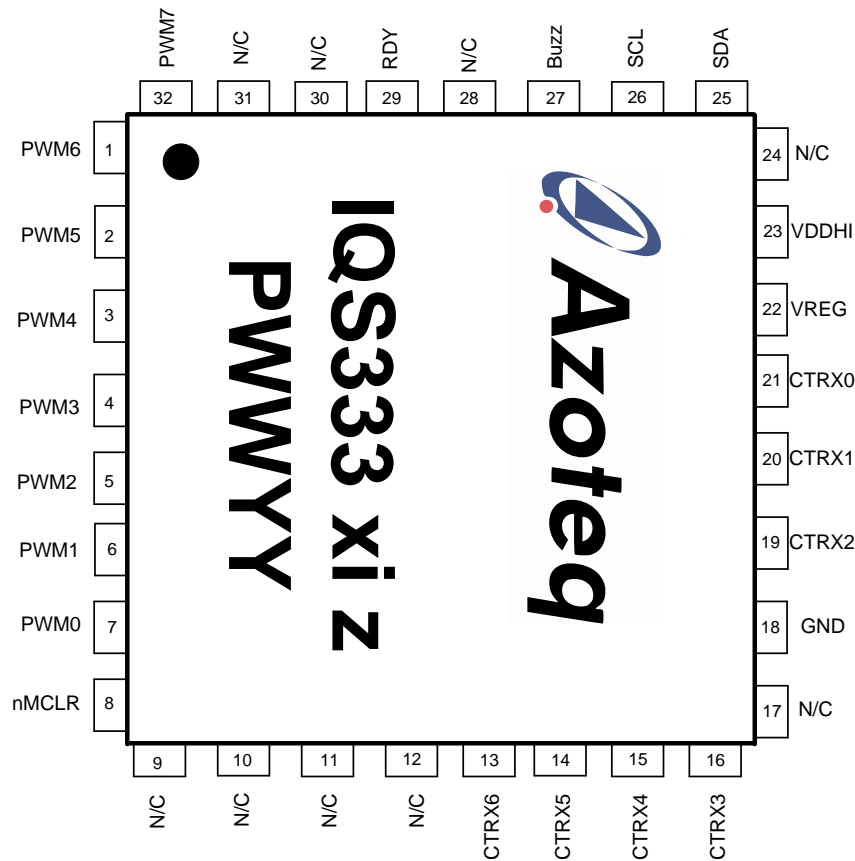 PWM7
N/C
N/C
RDY
N/C
Buzz
SCL
SDA
32
31
30
29
28
27
26
25
PWM6 1
PWM5 2
PWM4 3
PWM3 4
PWM2 5
PWM1 6
PWM0 7
nMCLR 8
Azoteq
IQS333 xi z
PWWYY
24 N/C
23 VDDHI
22 VREG
21 CTRX0
20 CTRX1
19 CTRX2
18 GND
17 N/C
9
10
11
12
13
14
15
16
N/C
N/C
N/C
N/C
CTRX6
CTRX5
CTRX4
CTRX3